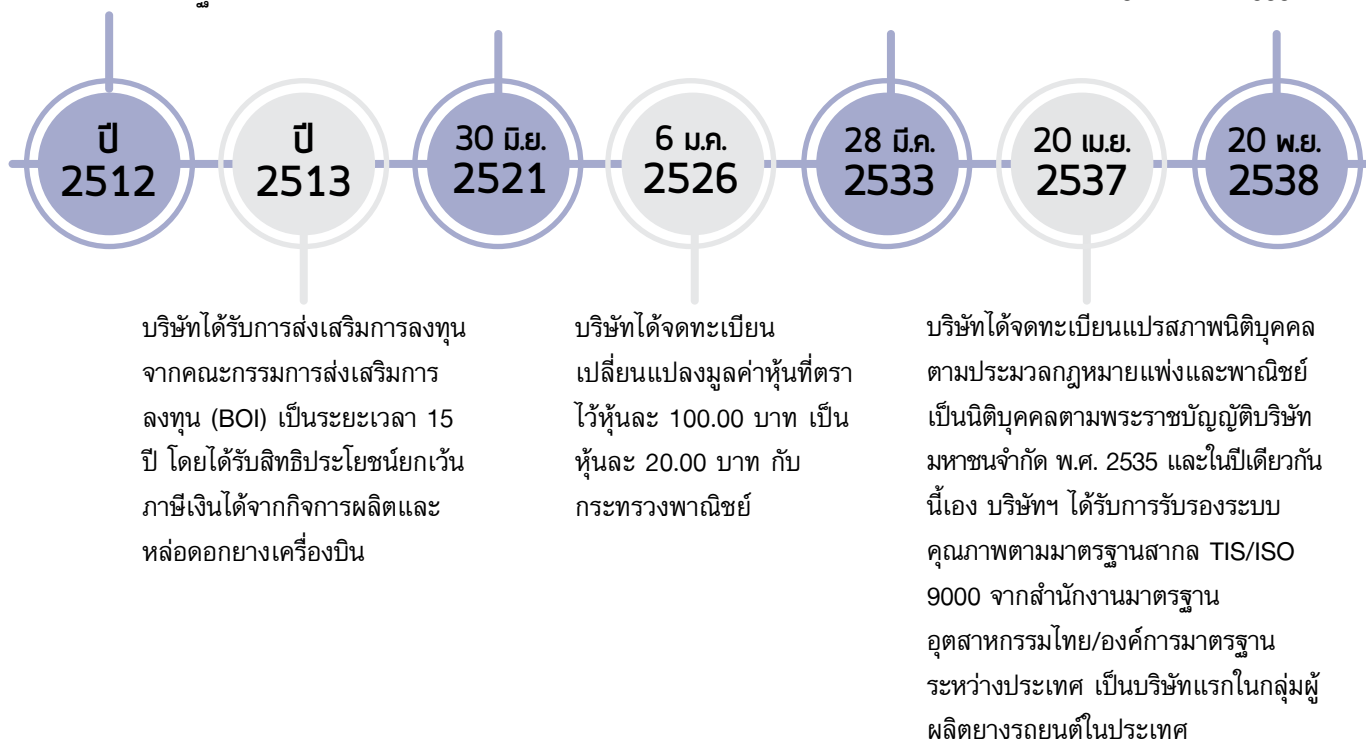 ปี
2512
ปี
2513
30 มิ.ย.
2521
6 ม.ค.
2526
28 มี.ค.
2533
20 เม.ย.
2537
20 พ.ย.
2538
บริษัทได้รับการส่งเสริมการลงทุน
จากคณะกรรมการส่งเสริมการ
ลงทุน (BOI) เป็นระยะเวลา 15
ปี โดยได้รับสิทธิประโยชน์ยกเว้น
ภาษีเงินได้จากกิจการผลิตและ
หล่อดอกยางเครื่องบิน
บริษัทได้จดทะเบียน
เปลี่ยนแปลงมูลค่าหุ้นที่ตรา
ไว้หุ้นละ 100.00 บาท เป็น
หุ้นละ 20.00 บาท กับ
กระทรวงพาณิชย์
บริษัทได้จดทะเบียนแปรสภาพนิติบุคคล
ตามประมวลกฎหมายแพ่งและพาณิชย์
เป็นนิติบุคคลตามพระราชบัญญัติบริษัท
มหาชนจำกัด พ.ศ. 2535 และในปีเดียวกัน
นี้เอง บริษัทฯ ได้รับการรับรองระบบ
คุณภาพตามมาตรฐานสากล TIS/ISO
9000 จากสำนักงานมาตรฐาน
อุตสาหกรรมไทย/องค์การมาตรฐาน
ระหว่างประเทศ เป็นบริษัทแรกในกลุ่มผู้
ผลิตยางรถยนต์ในประเทศ